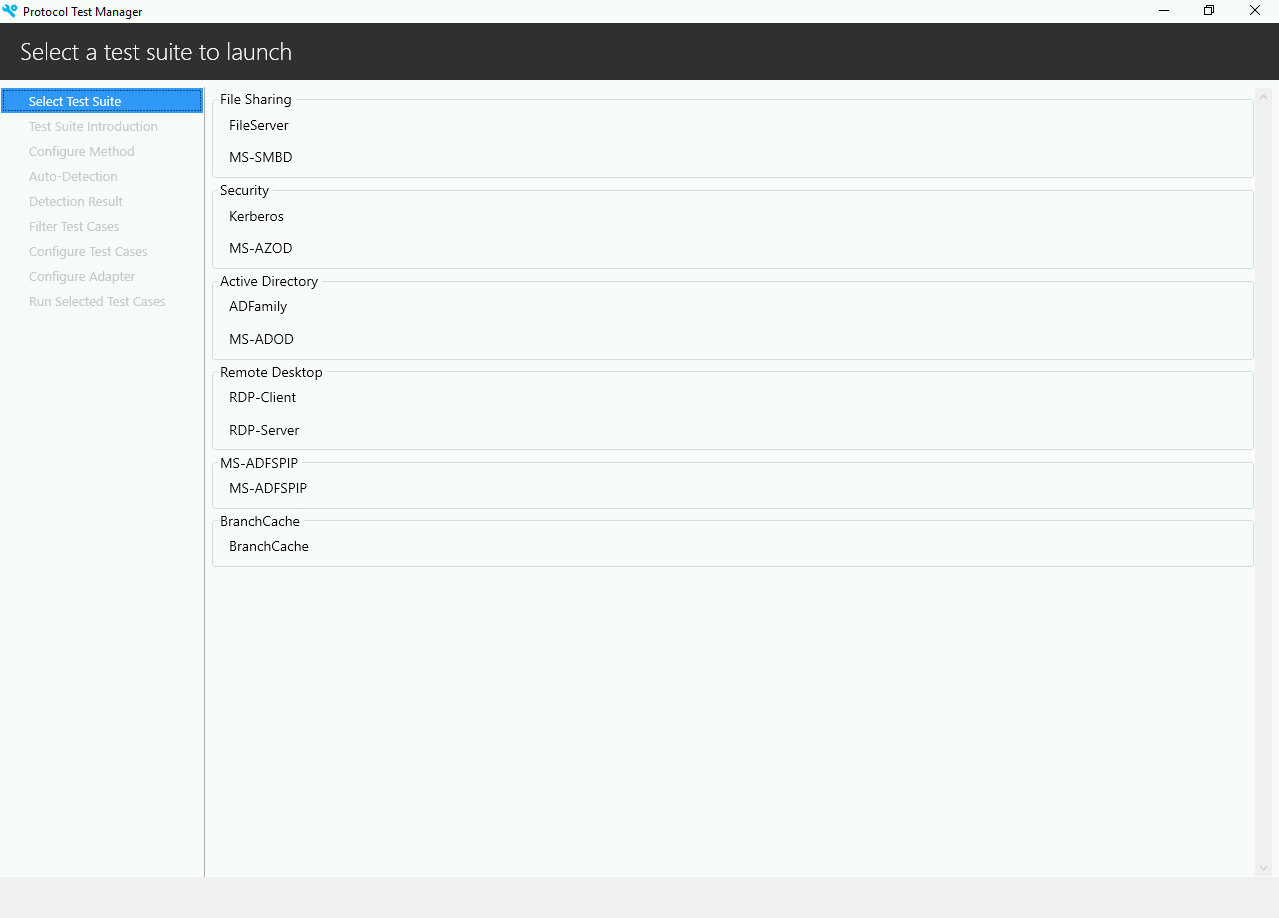 Protocol Test Manager
Select a test suite to launch
Select Test Suite
Test Suite Introduction
Configure Method
Auto-Detection
Detection Result
Filter Test Cases
Configure Test Cases
Configure Adapter
Run Selected Test Cases
File Sharing
FileServer
MS-SMBD
Security
Kerberos
MS-AZOD
Active Directory
ADFamily
MS-ADOD
Remote Desktop
RDP-Client
RDP-Server
MS-ADFSPIP
MS-ADFSPIP
BranchCache
BranchCache